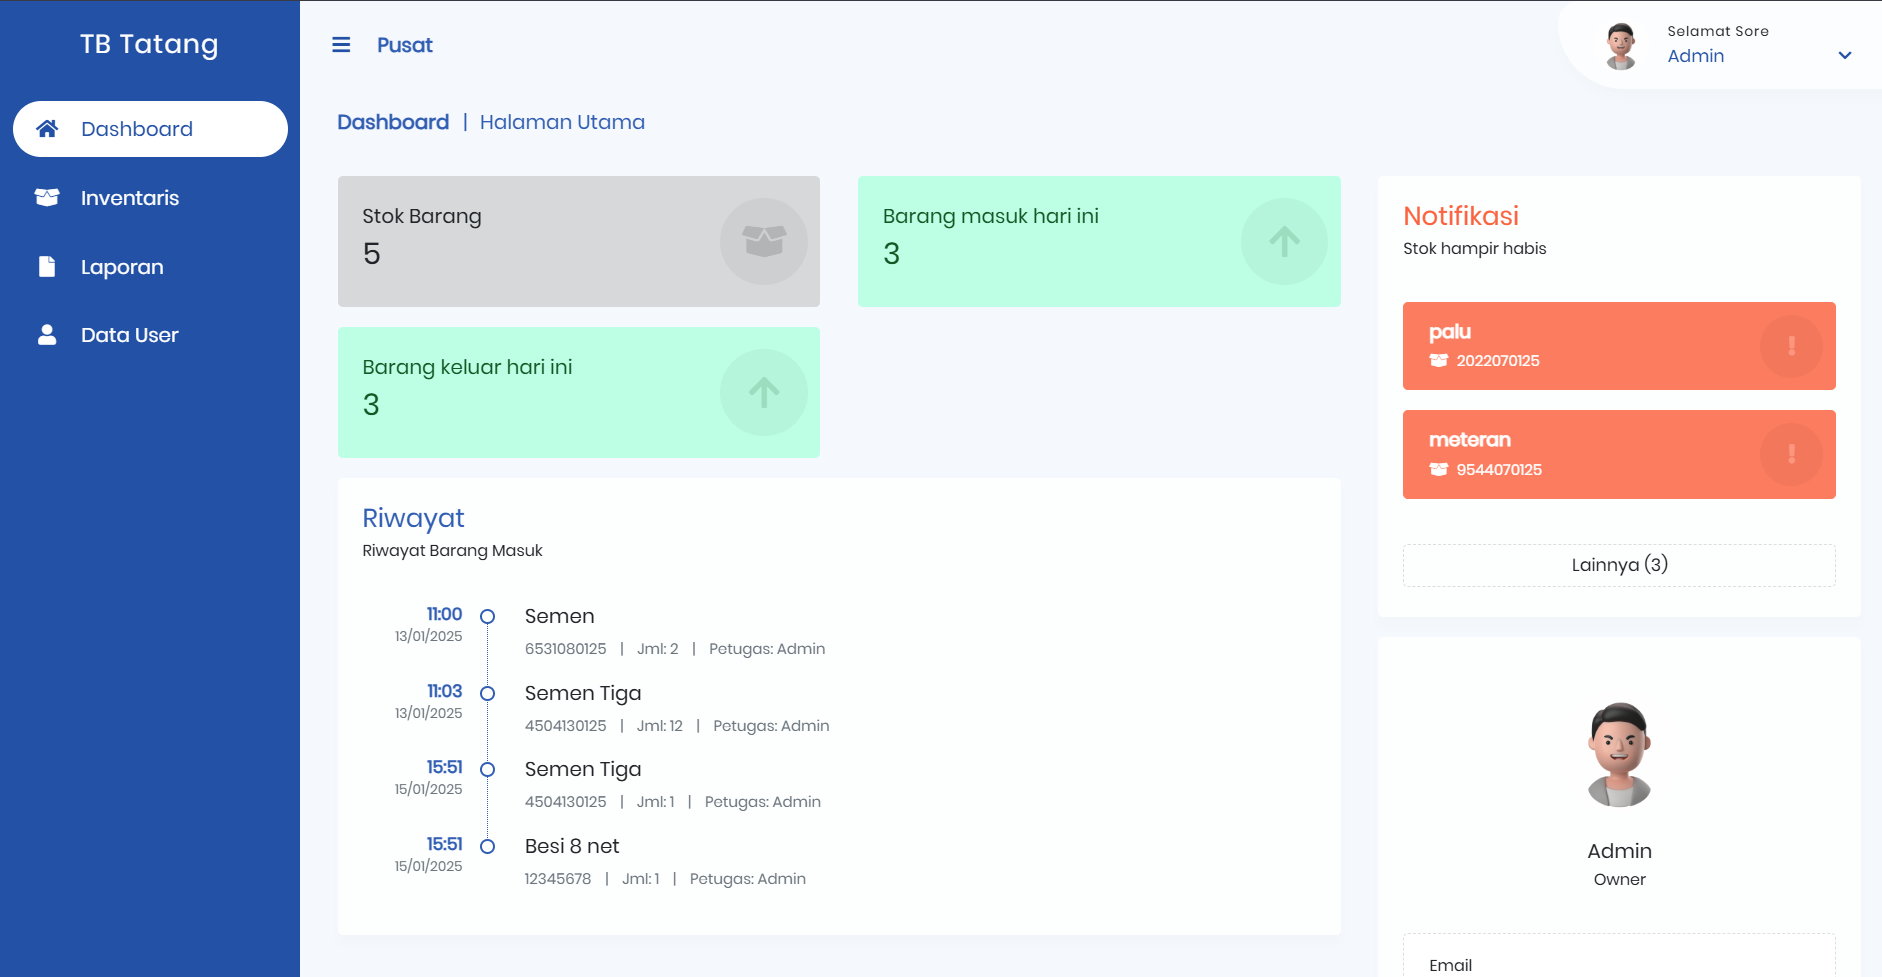 TB Tatang
Dashboard
Inventaris
Laporan
Data User
Pusat
Selamat Sore
Admin
Dashboard | Halaman Utama
Stok Barang
5
Barang masuk hari ini
3
Barang keluar hari ini
3
Riwayat
Riwayat Barang Masuk
11:00
13/01/2025
Semen
6531080125 | Jml: 2 | Petugas: Admin
11:03
13/01/2025
Semen Tiga
4504130125 | Jml: 12 | Petugas: Admin
15:51
15/01/2025
Semen Tiga
4504130125 | Jml: 1 | Petugas: Admin
15:51
15/01/2025
Besi 8 net
12345678 | Jml: 1 | Petugas: Admin
Notifikasi
Stok hampir habis
palu
2022070125
meteran
9544070125
Lainnya (3)
Admin
Owner
Email